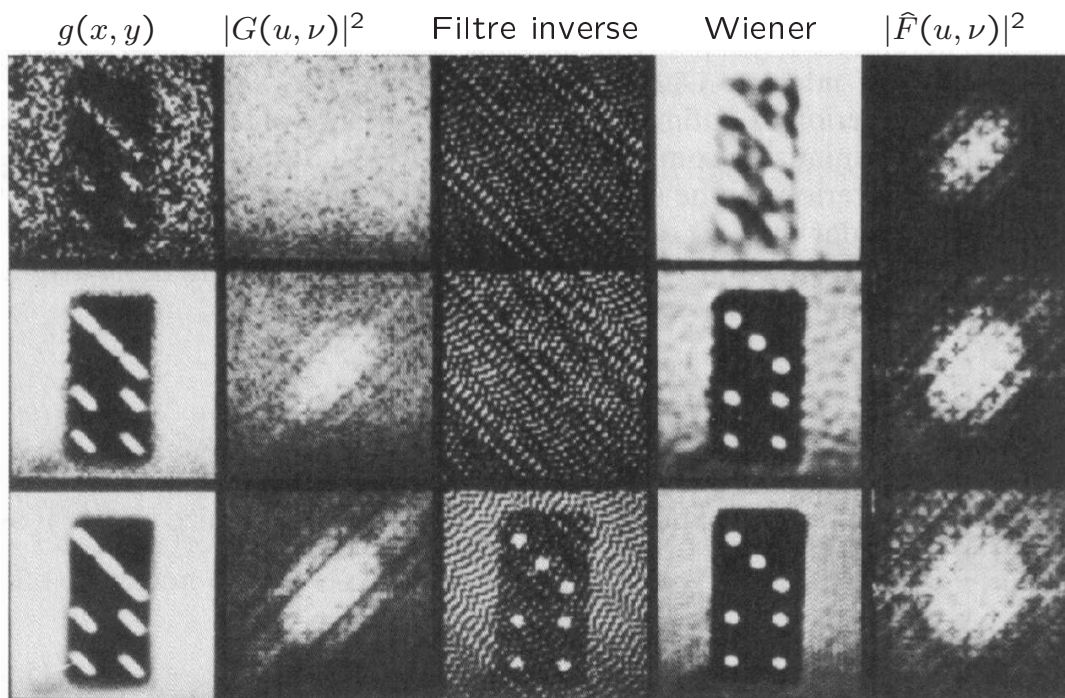 g(x, y) |G(u, ν)|² Filtre inverse Wiener |F̂(u, ν)|²